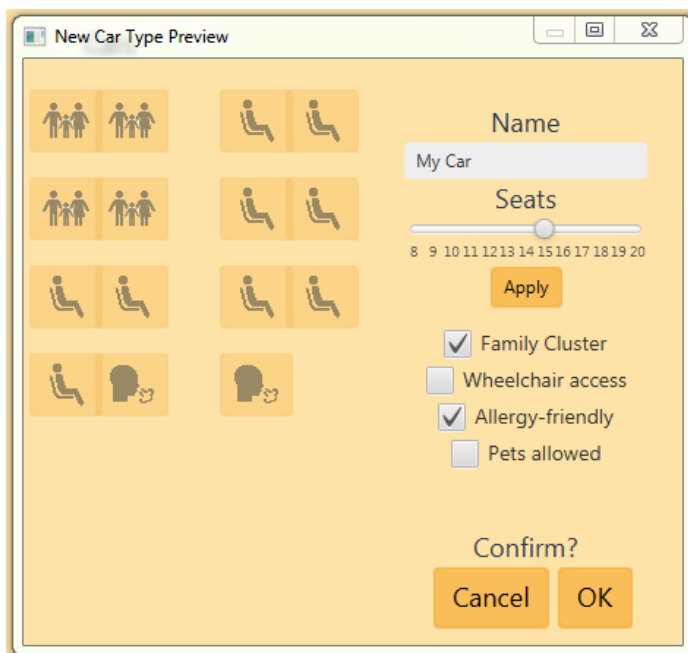 New Car Type Preview
Name
My Car
Seats
8 9 10 11 12 13 14 15 16 17 18 19 20
Apply
Family Cluster
Wheelchair access
Allergy-friendly
Pets allowed
Confirm?
Cancel OK